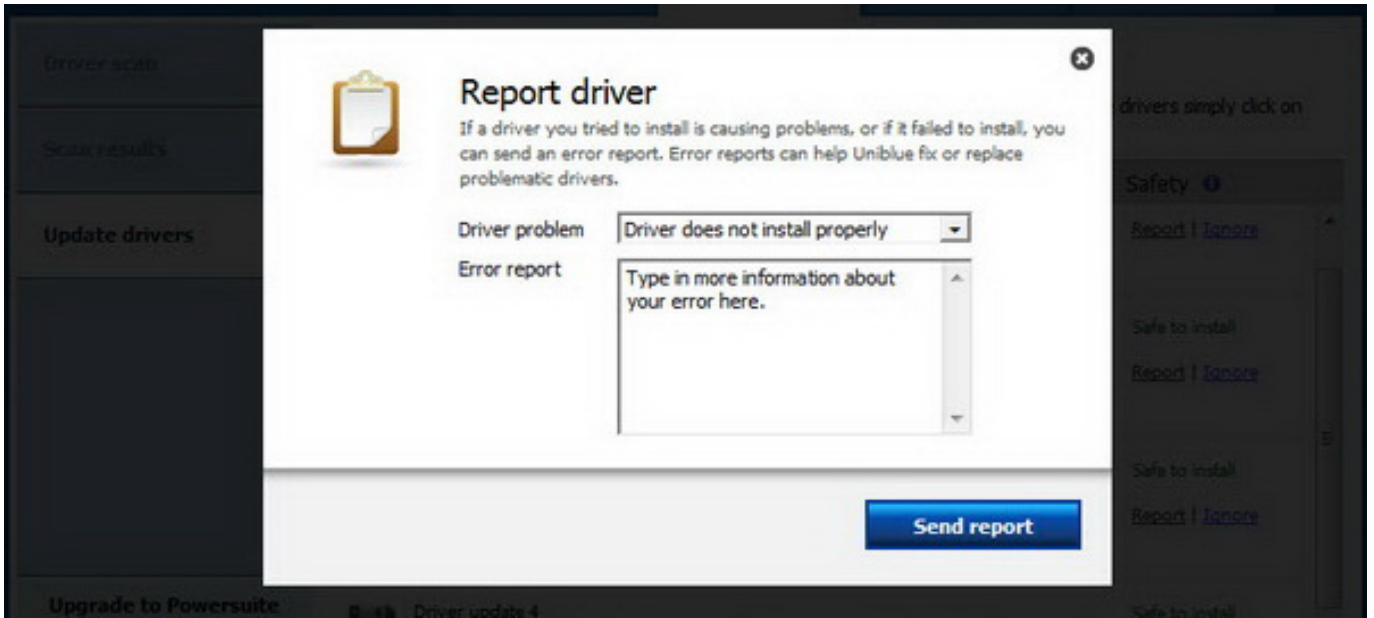 Driver scan
drivers simply click on
Scan results
Safety
Update drivers
Report | Ignore
Report driver
If a driver you tried to install is causing problems, or if it failed to install, you
can send an error report. Error reports can help Uniblue fix or replace
problematic drivers.
Driver problem
Driver does not install properly
Error report
Type in more information about
your error here.
Send report
Safe to install
Report | Ignore
Safe to install
Report | Ignore
Upgrade to Powersuite
Driver update 4
Safe to install